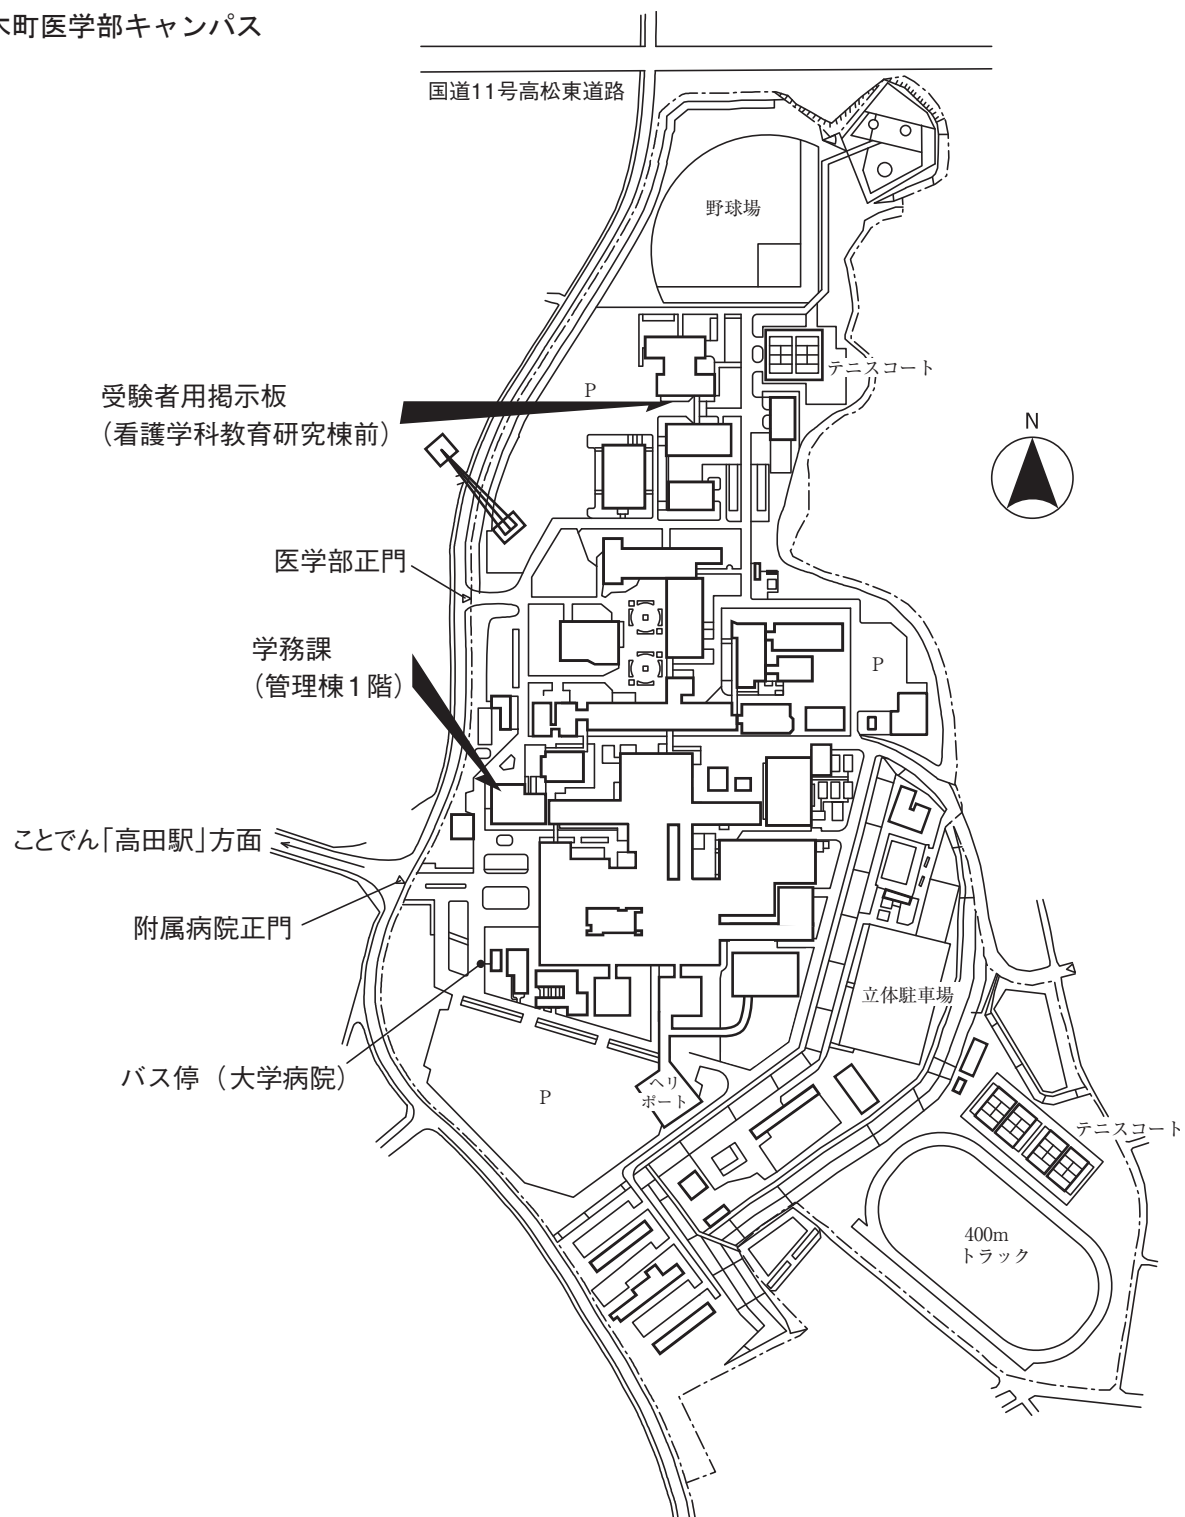 木町医学部キャンパス
国道11号高松東道路
野球場
テニスコート
P
受験者用掲示板
（看護学科教育研究棟前）
N
医学部正門
学務課
（管理棟1階）
P
ことでん「高田駅」方面
附属病院正門
立体駐車場
バス停（大学病院）
P
ヘリ
ポート
テニスコート
400m
トラック